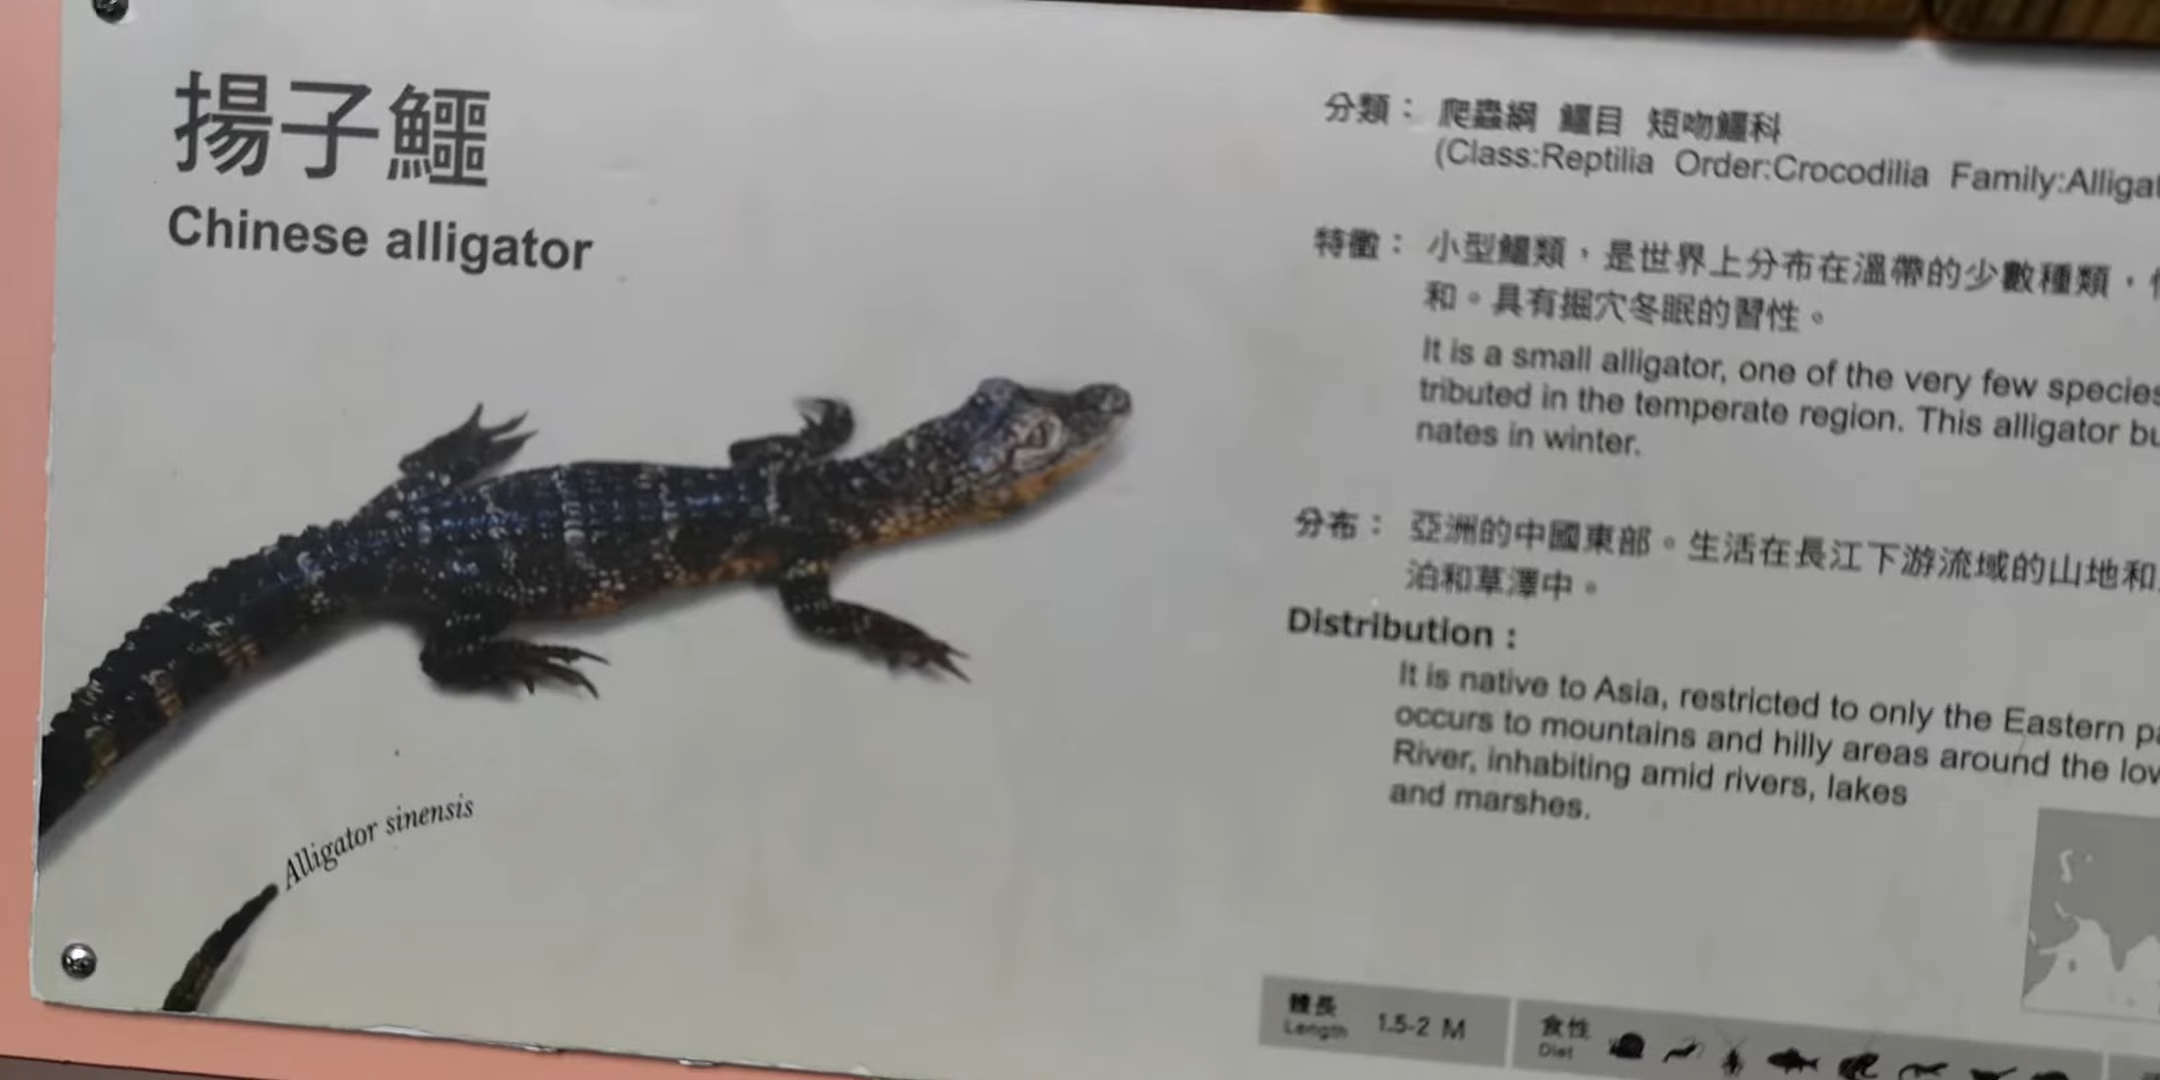 揚子鱷
Chinese alligator
Alligator sinensis
分類： 爬蟲綱 鱷目 短吻鱷科
(Class:Reptilia Order:Crocodilia Family:Alligat
特徵： 小型鱷類，是世界上分布在溫帶的少數種類，
和。具有掘穴冬眠的習性。
It is a small alligator, one of the very few species
tributed in the temperate region. This alligator bu
nates in winter.
分布： 亞洲的中國東部。生活在長江下游流域的山地和
泊和草澤中。
Distribution :
It is native to Asia, restricted to only the Eastern pa
occurs to mountains and hilly areas around the low
River, inhabiting amid rivers, lakes
and marshes.
體長 1.5-2 M
Length
食性
Diet